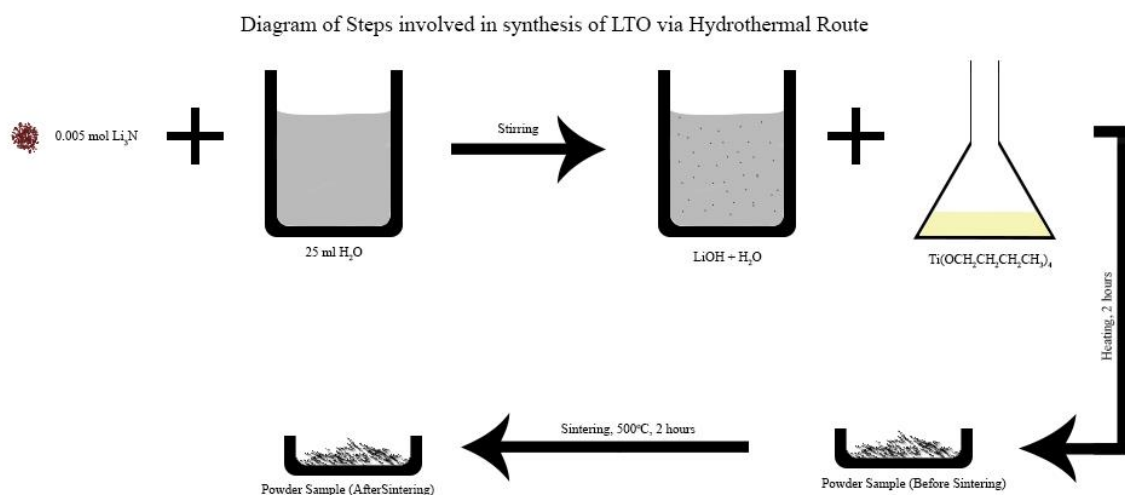 Diagram of Steps involved in synthesis of LTO via Hydrothermal Route
0.005 mol Li₃N
25 ml H₂O
Stirring
LiOH + H₂O
Ti(OCH₂CH₂CH₂CH₃)₄
Heating, 2 hours
Powder Sample (Before Sintering)
Sintering, 500°C, 2 hours
Powder Sample (AfterSintering)